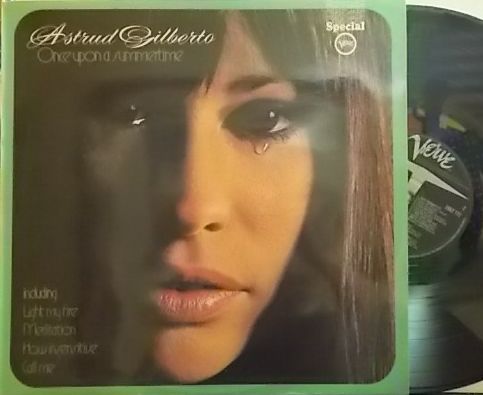 Astrud Gilberto
Once upon a summertime
Special
Verve
Verve
including
Light my fire
Meditation
How insensitive
Call me